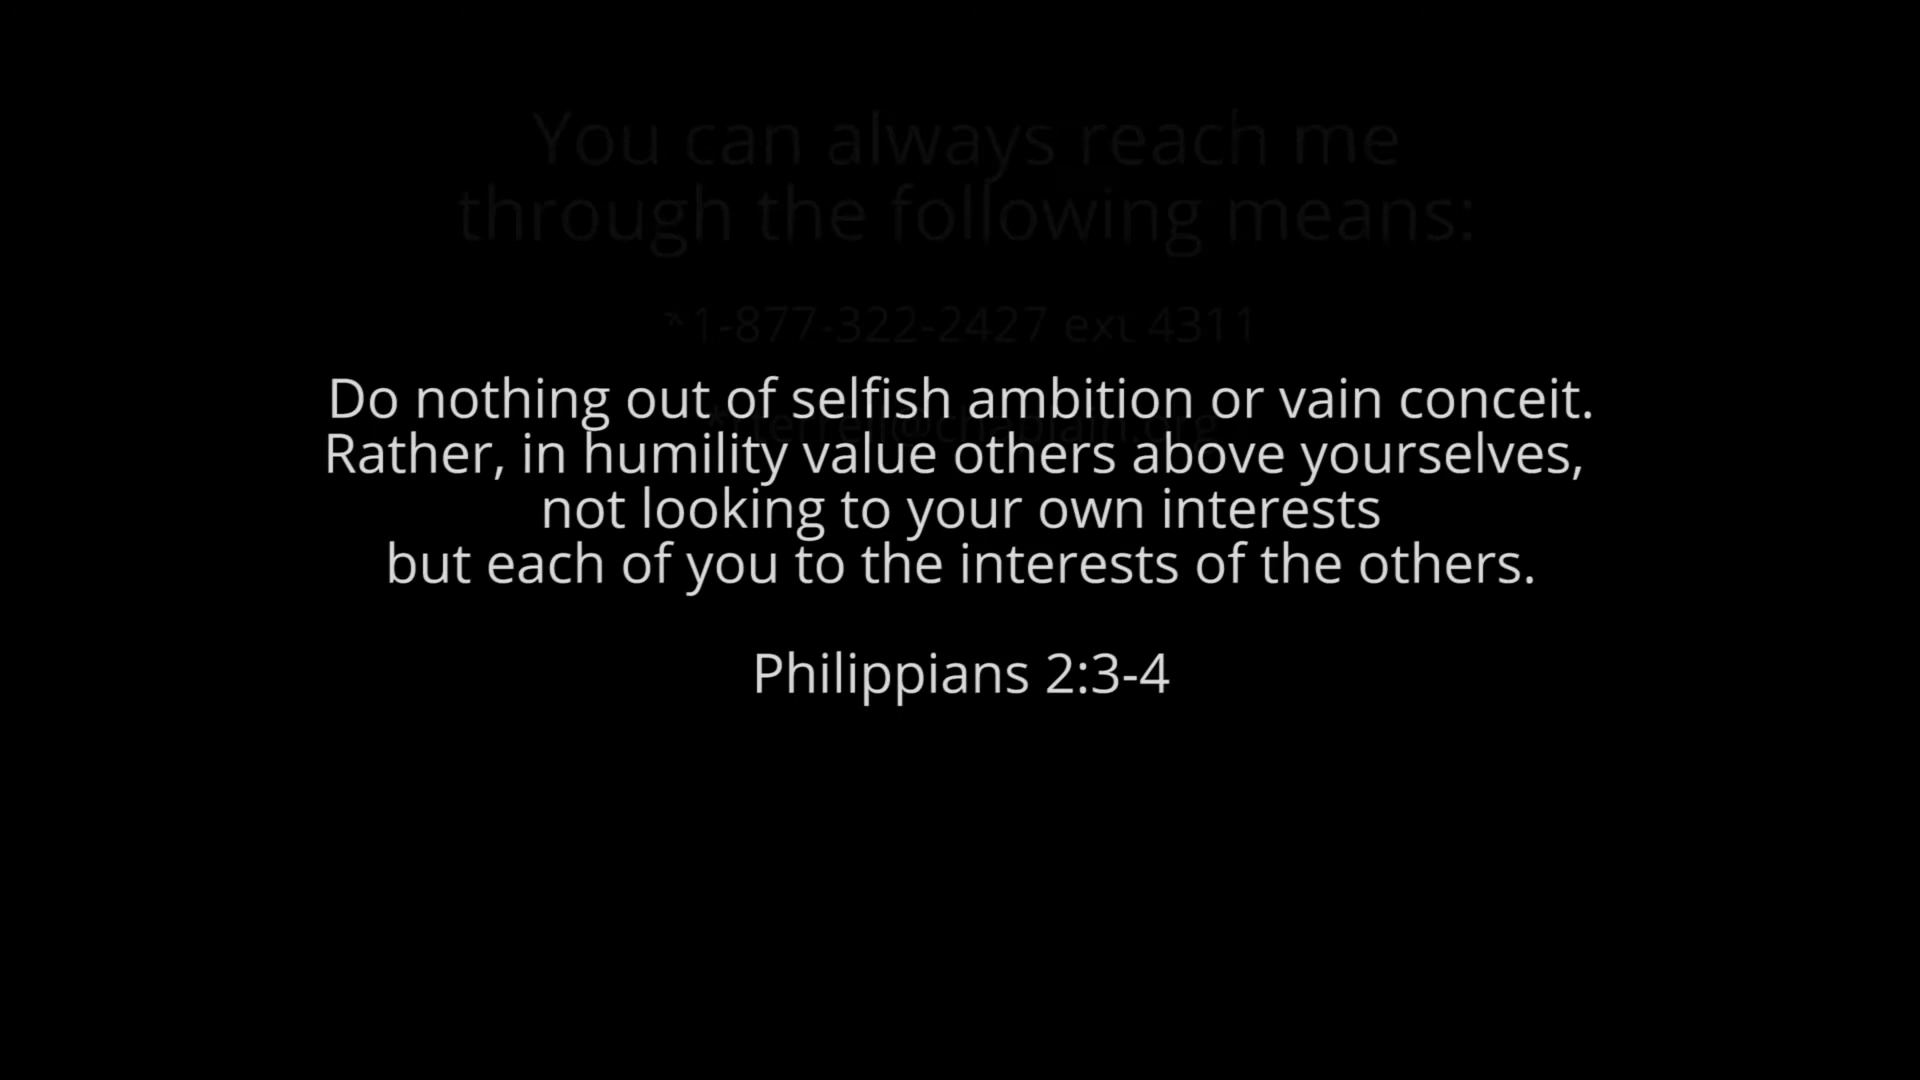 You can always reach me
through the following means:
*1-877-322-2427 ext 4311
Do nothing out of selfish ambition or vain conceit.
Rather, in humility value others above yourselves,
not looking to your own interests
but each of you to the interests of the others.
Philippians 2:3-4